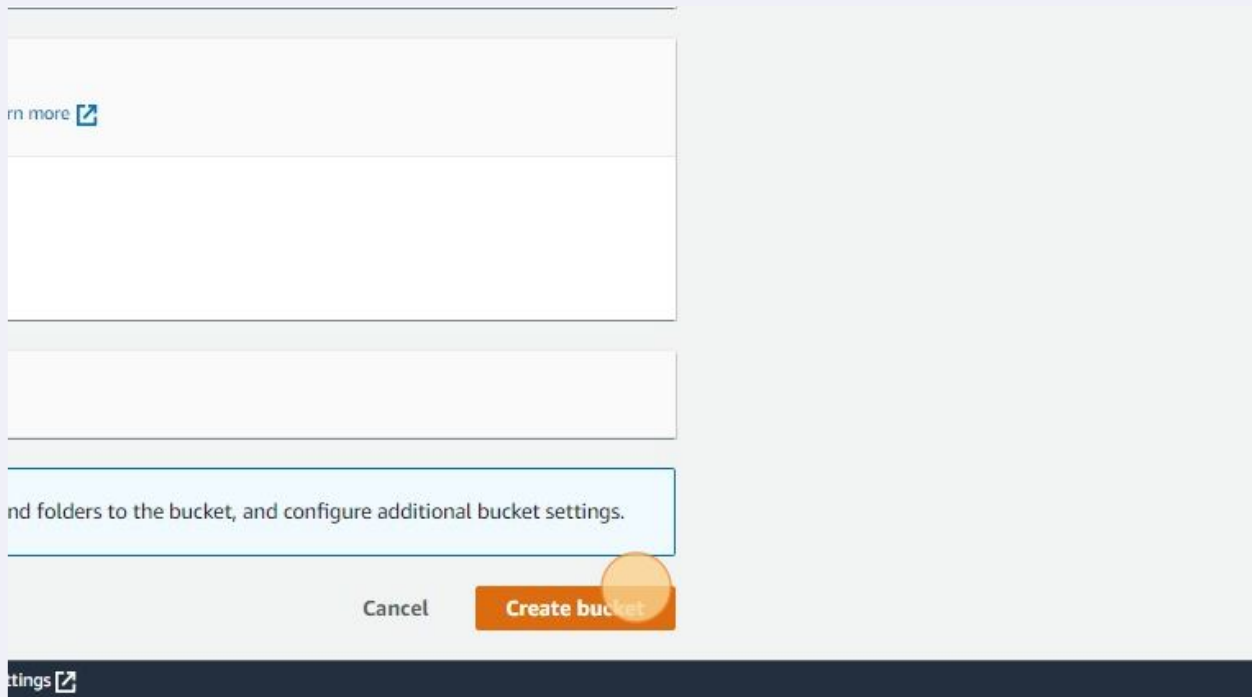 rn more
nd folders to the bucket, and configure additional bucket settings.
Cancel
Create bucket
ttings